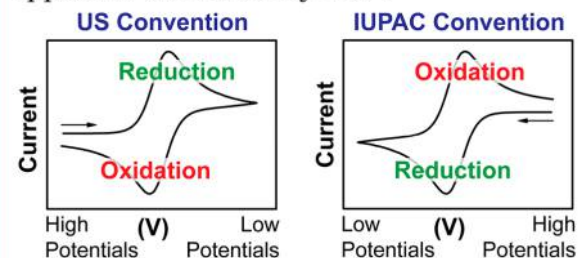 US Convention
Current
Reduction
Oxidation
High (V) Low
Potentials Potentials
IUPAC Convention
Current
Oxidation
Reduction
Low (V) High
Potentials Potentials